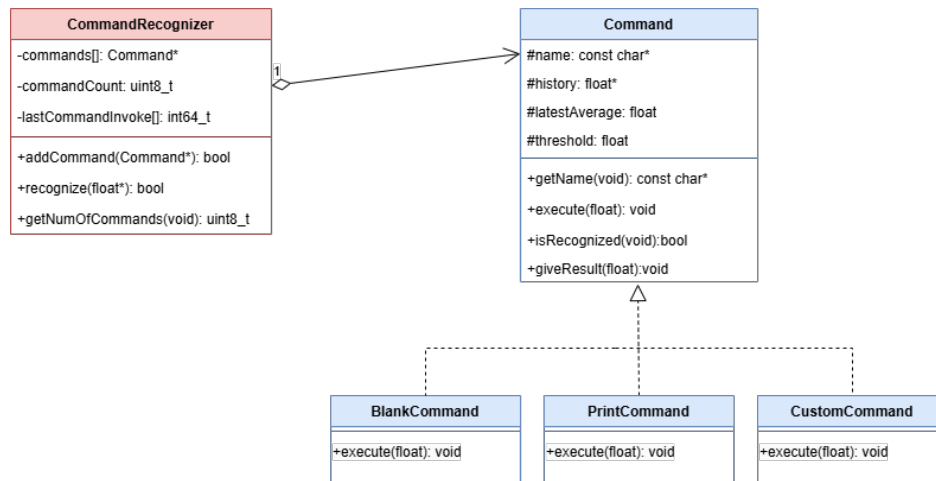 CommandRecognizer
-commands[]: Command*
-commandCount: uint8_t
-lastCommandInvoke[]: int64_t
+addCommand(Command*): bool
+recognize(float*): bool
+getNumOfCommands(void): uint8_t
1
Command
#name: const char*
#history: float*
#latestAverage: float
#threshold: float
+getName(void): const char*
+execute(float): void
+isRecognized(void):bool
+giveResult(float):void
BlankCommand
+execute(float): void
PrintCommand
+execute(float): void
CustomCommand
+execute(float): void